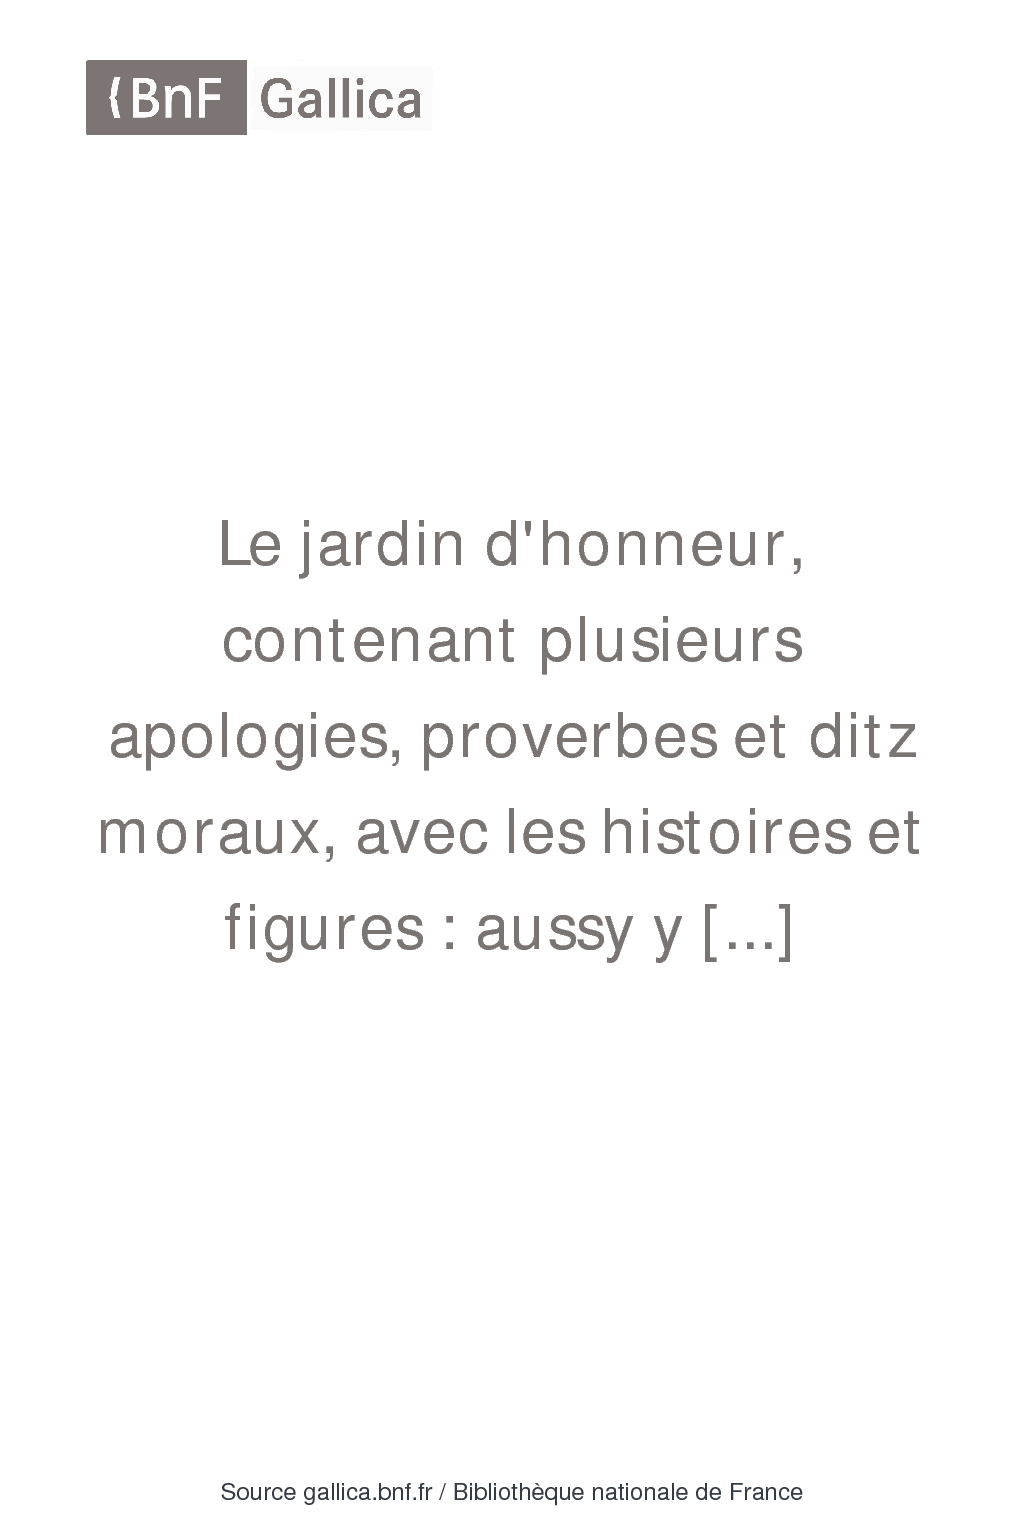 BnF Gallica
Le jardin d'honneur,
contenant plusieurs
apologies, proverbes et ditz
moraux, avec les histoires et
figures : aussy y [...]
Source gallica.bnf.fr / Bibliothèque nationale de France